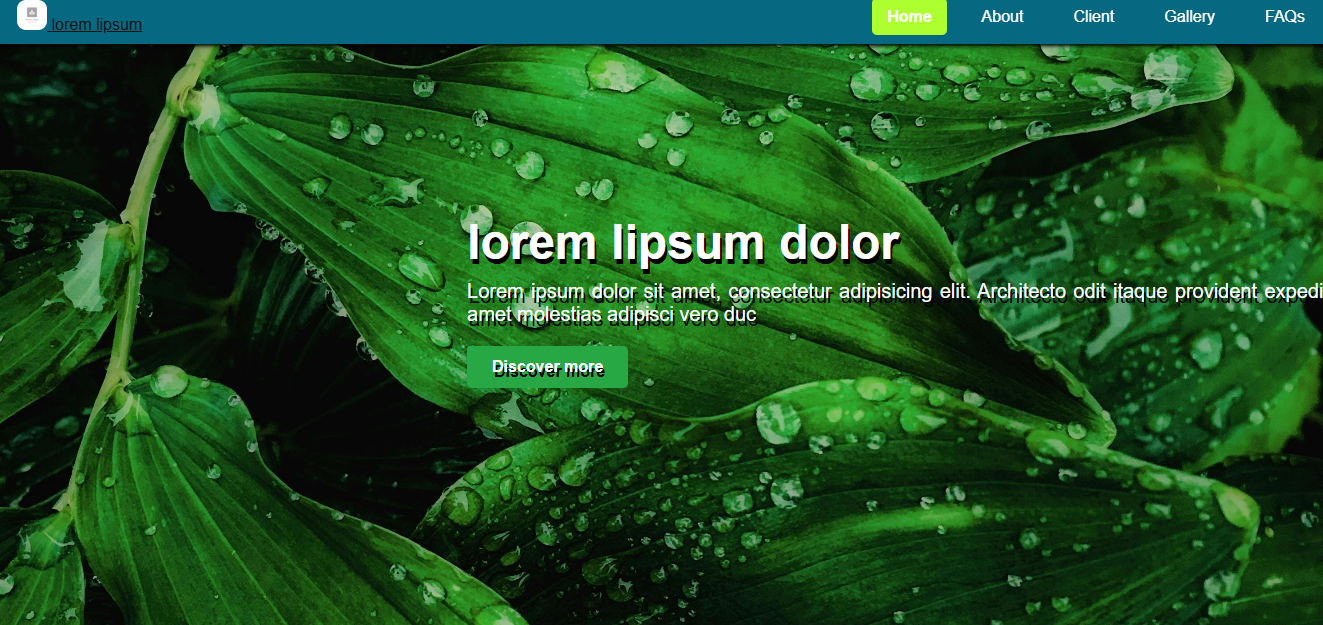 lorem lipsum
Home About Client Gallery FAQs
lorem lipsum dolor
Lorem ipsum dolor sit amet, consectetur adipisicing elit. Architecto odit itaque provident expedi
amet molestias adipisci vero duc
Discover more